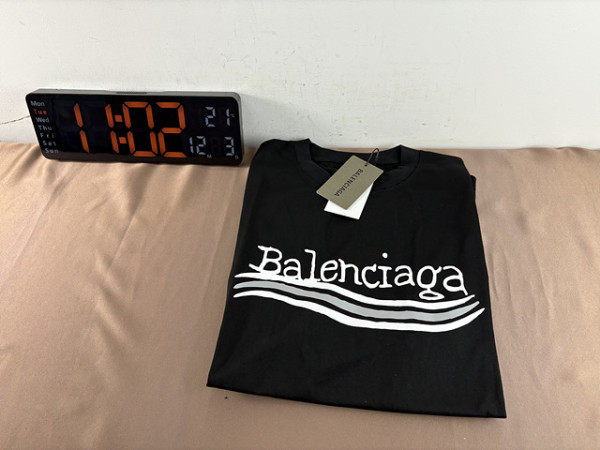 Mon
Tue
Wed
Thu
Fri
Sat
Sun
11:02
21
12 3
BALENCIAGA
Balenciaga